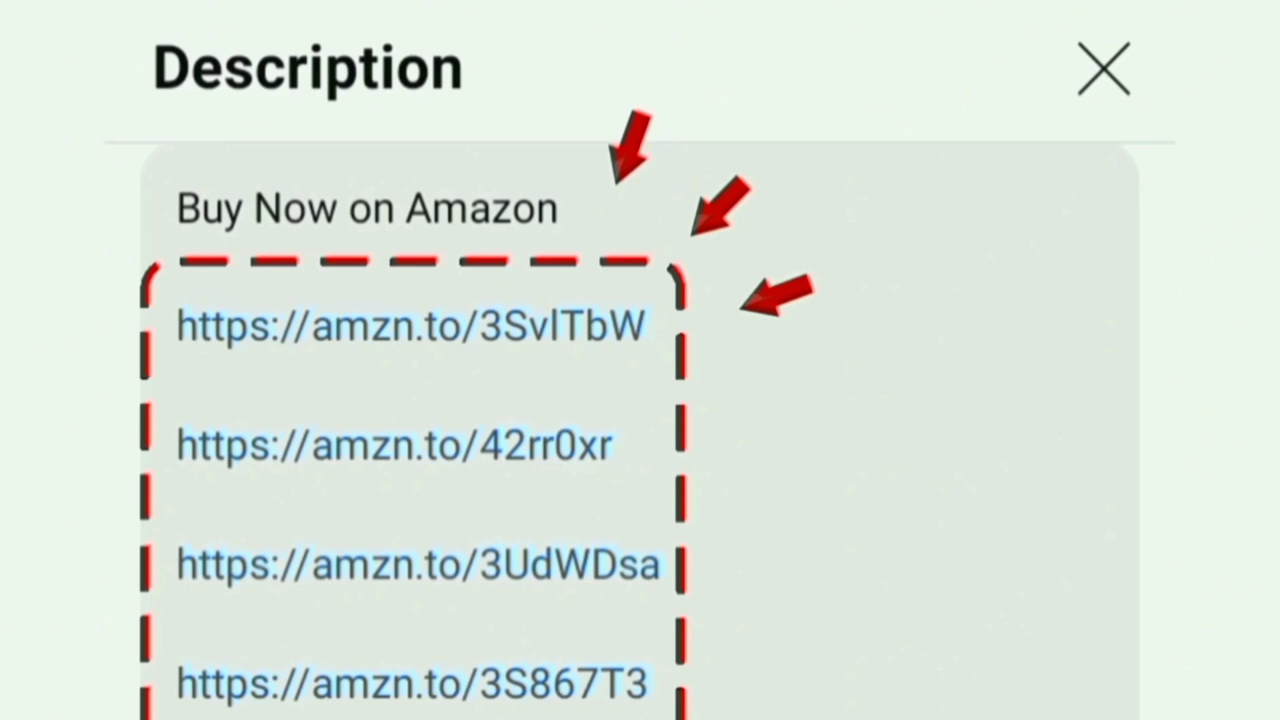 Description
Buy Now on Amazon
https://amzn.to/3SvlTbW
https://amzn.to/42rr0xr
https://amzn.to/3UdWDsa
https://amzn.to/3S867T3